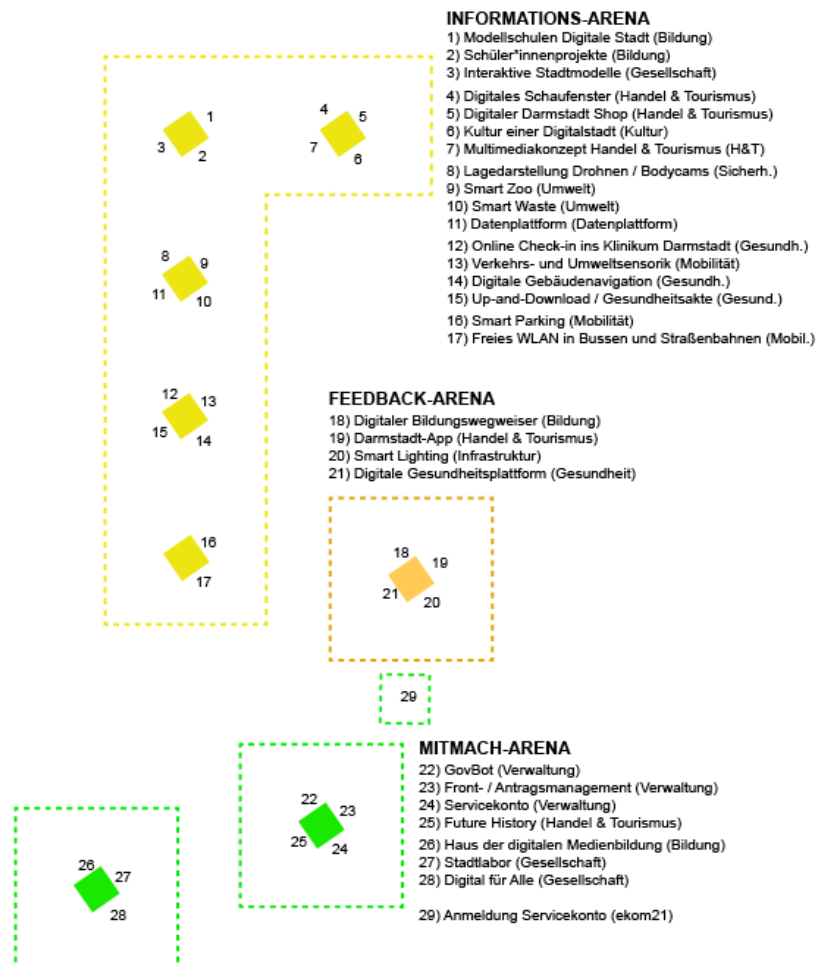 INFORMATIONS-ARENA
1) Modellschulen Digitale Stadt (Bildung)
2) Schüler*innenprojekte (Bildung)
3) Interaktive Stadtmodelle (Gesellschaft)
4) Digitales Schaufenster (Handel & Tourismus)
5) Digitaler Darmstadt Shop (Handel & Tourismus)
6) Kultur einer Digitalstadt (Kultur)
7) Multimediakonzept Handel & Tourismus (H&T)
8) Lagedarstellung Drohnen / Bodycams (Sicherh.)
9) Smart Zoo (Umwelt)
10) Smart Waste (Umwelt)
11) Datenplattform (Datenplattform)
12) Online Check-in ins Klinikum Darmstadt (Gesundh.)
13) Verkehrs- und Umweltsensorik (Mobilität)
14) Digitale Gebäudenavigation (Gesundh.)
15) Up-and-Download / Gesundheitsakte (Gesund.)
16) Smart Parking (Mobilität)
17) Freies WLAN in Bussen und Straßenbahnen (Mobil.)
1
3
2
4
5
7
6
8
9
11
10
12
13
15
14
16
17
FEEDBACK-ARENA
18) Digitaler Bildungswegweiser (Bildung)
19) Darmstadt-App (Handel & Tourismus)
20) Smart Lighting (Infrastruktur)
21) Digitale Gesundheitsplattform (Gesundheit)
18
19
21
20
29
MITMACH-ARENA
22) GovBot (Verwaltung)
23) Front- / Antragsmanagement (Verwaltung)
24) Servicekonto (Verwaltung)
25) Future History (Handel & Tourismus)
26) Haus der digitalen Medienbildung (Bildung)
27) Stadtlabor (Gesellschaft)
28) Digital für Alle (Gesellschaft)
29) Anmeldung Servicekonto (ekom21)
22
23
25
24
26
27
28